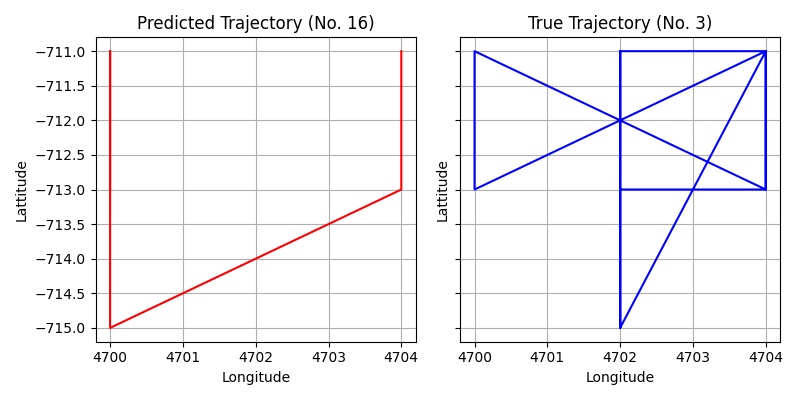 Predicted Trajectory (No. 16)
True Trajectory (No. 3)
Lattitude
−711.0
−711.5
−712.0
−712.5
−713.0
−713.5
−714.0
−714.5
−715.0
4700 4701 4702 4703 4704
Longitude
Lattitude
4700 4701 4702 4703 4704
Longitude